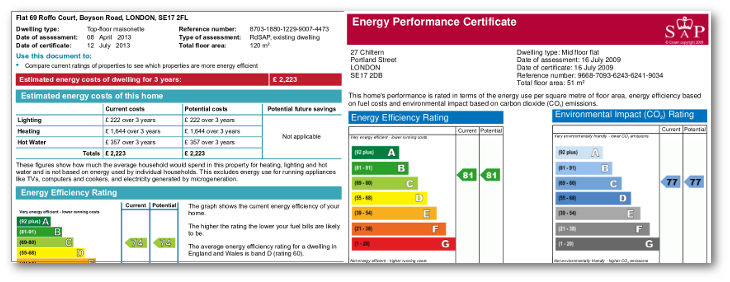 Flat 69 Roffo Court, Boyson Road, LONDON, SE17 2FL
Dwelling type: Top-floor maisonette
Date of assessment: 08 April 2013
Date of certificate: 12 July 2013
Reference number: 8703-1880-1229-9007-4473
Type of assessment: RdSAP, existing dwelling
Total floor area: 120 m²
Use this document to:
• Compare current ratings of properties to see which properties are more energy efficient
Estimated energy costs of dwelling for 3 years: £ 2,223
Estimated energy costs of this home
Current costs Potential costs Potential future savings
Lighting £ 222 over 3 years £ 222 over 3 years
Heating £ 1,644 over 3 years £ 1,644 over 3 years
Hot Water £ 357 over 3 years £ 357 over 3 years
Not applicable
Totals £ 2,223 £ 2,223
These figures show how much the average household would spend in this property for heating, lighting and hot
water and is not based on energy used by individual households. This excludes energy use for running appliances
like TVs, computers and cookers, and electricity generated by microgeneration.
Energy Efficiency Rating
Very energy efficient - lower running costs
Current Potential
(92 plus) A
(81-91) B
(69-80) C
(55-68) D
74 74
The graph shows the current energy efficiency of your
home.
The higher the rating the lower your fuel bills are likely
to be.
The average energy efficiency rating for a dwelling in
England and Wales is band D (rating 60).
Energy Performance Certificate
SAP
27 Chiltern
Portland Street
LONDON
SE17 2DB
Dwelling type: Mid floor flat
Date of assessment: 16 July 2009
Date of certificate: 16 July 2009
Reference number: 9668-7093-6243-6241-9034
Total floor area: 51 m²
This home's performance is rated in terms of the energy use per square metre of floor area, energy efficiency based
on fuel costs and environmental impact based on carbon dioxide (CO₂) emissions.
Energy Efficiency Rating
Current Potential
Very energy efficient - lower running costs
(92 plus) A
(81 - 91) B
(69 - 80) C
(55 - 68) D
(39 - 54) E
(21 - 38) F
(1 - 20) G
Not energy efficient - higher running costs
81 81
Environmental Impact (CO₂) Rating
Current Potential
Very environmentally friendly - lower CO₂ emissions
(92 plus) A
(81 - 91) B
(69 - 80) C
(55 - 68) D
(39 - 54) E
(21 - 38) F
(1 - 20) G
Not environmentally friendly - higher CO₂ emissions
77 77